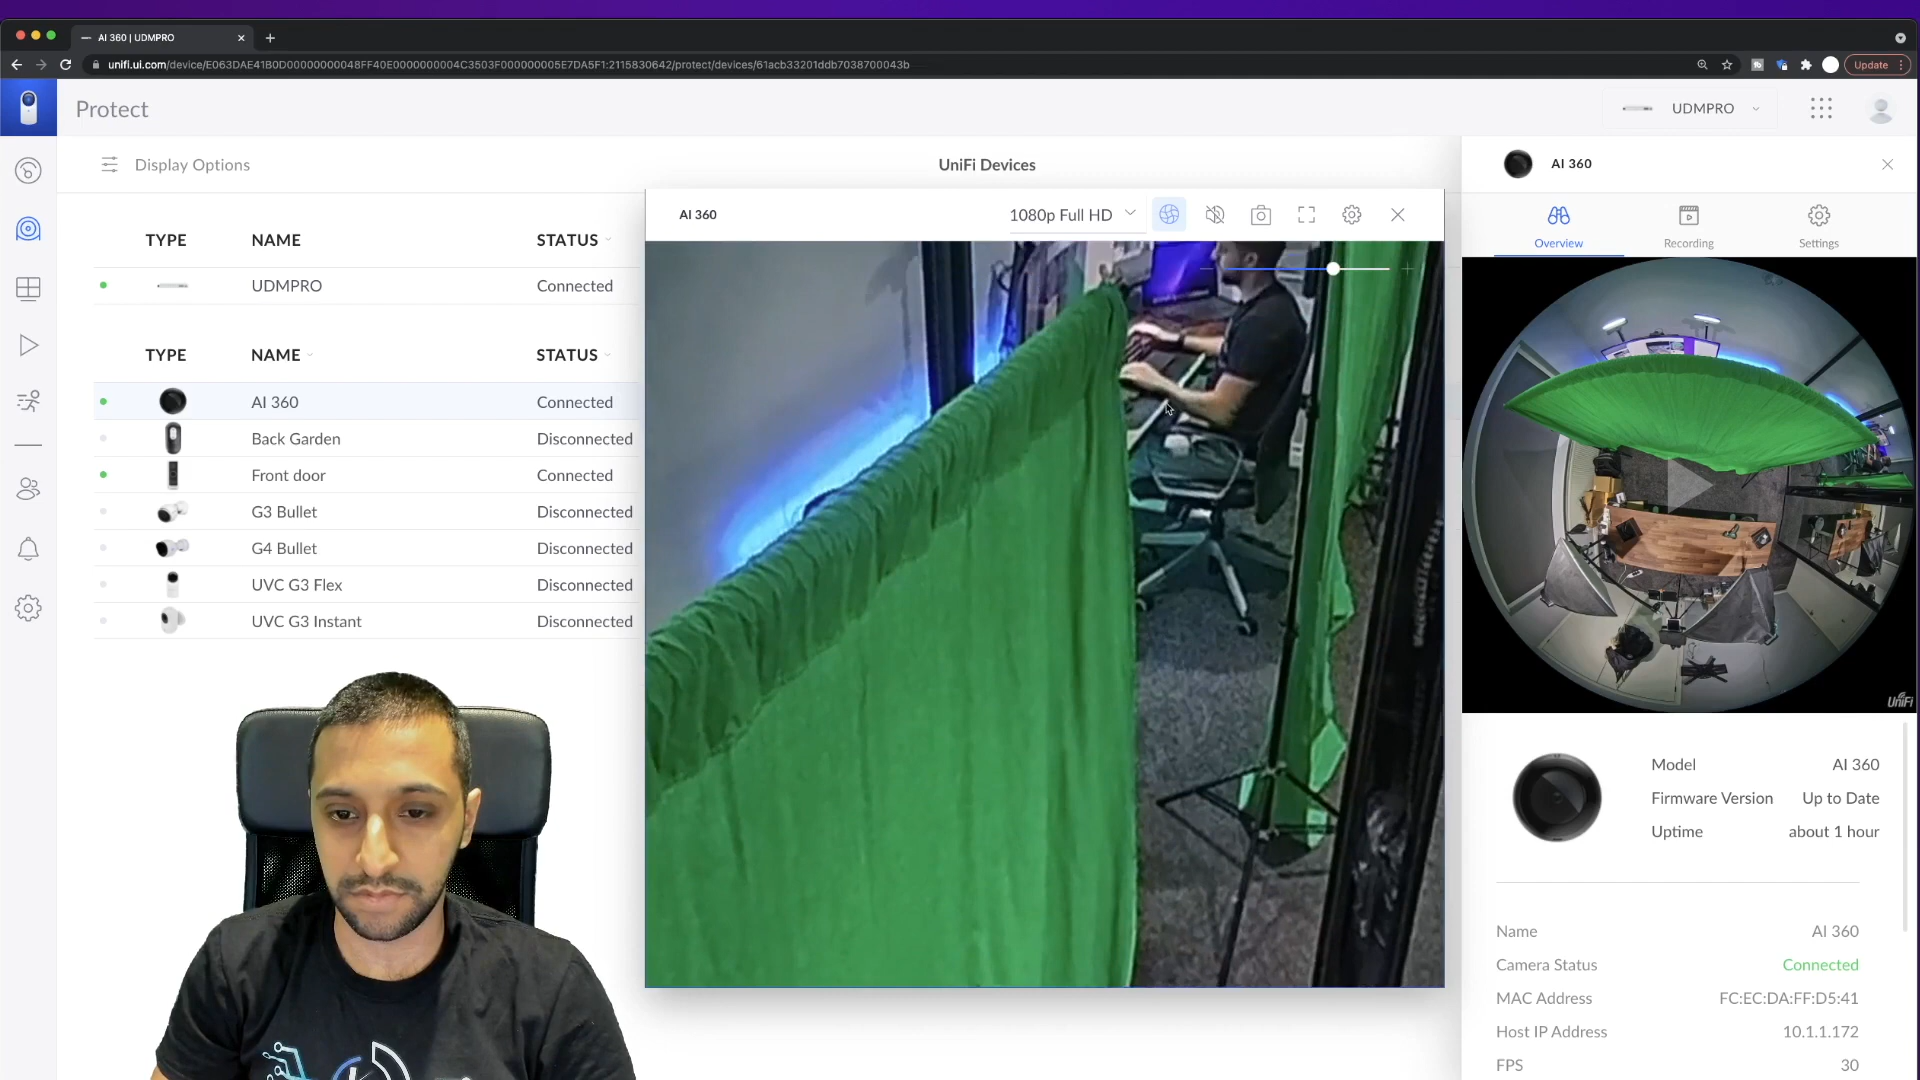 AI 360 | UDMPRO
unifi.ui.com/device/E063DAE41B0D00000000048FF40E0000000004C3503F000000005E7DA5F1:2115830642/protect/devices/61acb33201ddb7038700043b
Update
Protect
UDMPRO
Display Options
UniFi Devices
AI 360
AI 360
1080p Full HD
Overview
Recording
Settings
TYPE NAME STATUS
UDMPRO Connected
TYPE NAME STATUS
AI 360 Connected
Back Garden Disconnected
Front door Connected
G3 Bullet Disconnected
G4 Bullet Disconnected
UVC G3 Flex Disconnected
UVC G3 Instant Disconnected
UniFi
Model AI 360
Firmware Version Up to Date
Uptime about 1 hour
Name AI 360
Camera Status Connected
MAC Address FC:EC:DA:FF:D5:41
Host IP Address 10.1.1.172
FPS 30